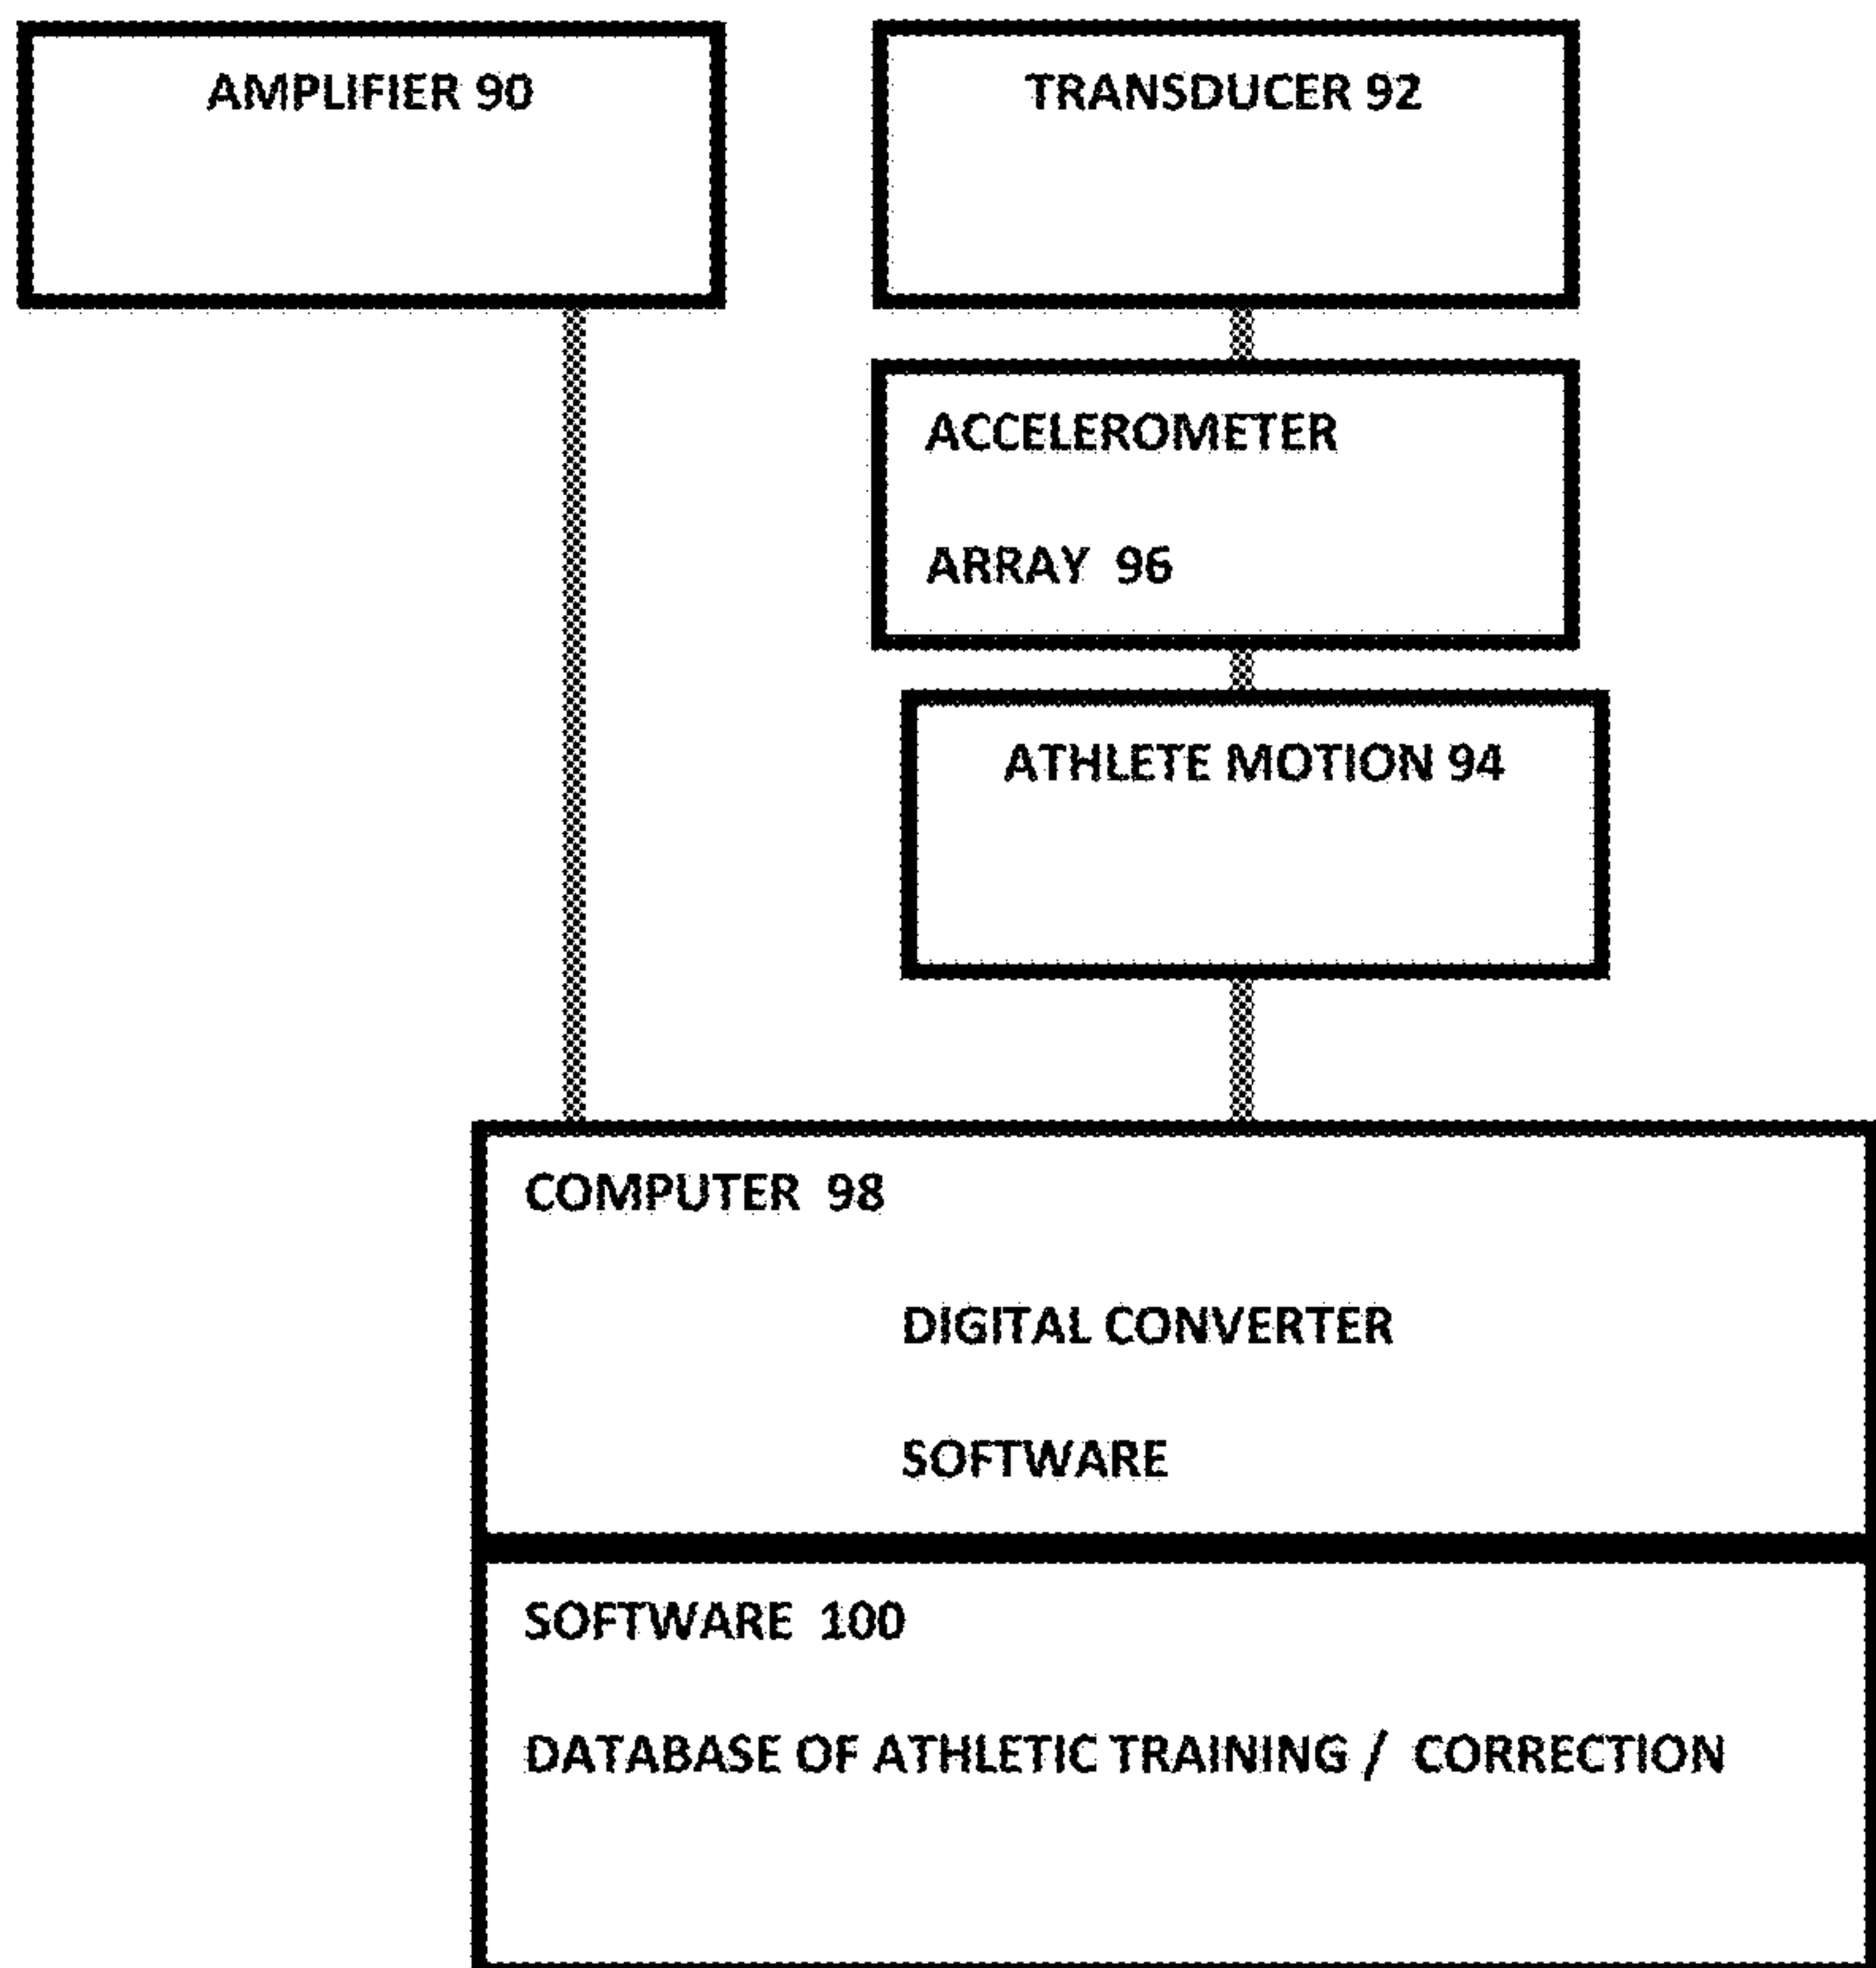 AMPLIFIER 90
TRANSDUCER 92
ACCELEROMETER
ARRAY 96
ATHLETE MOTION 94
COMPUTER 98
DIGITAL CONVERTER
SOFTWARE
SOFTWARE 100
DATABASE OF ATHLETIC TRAINING / CORRECTION